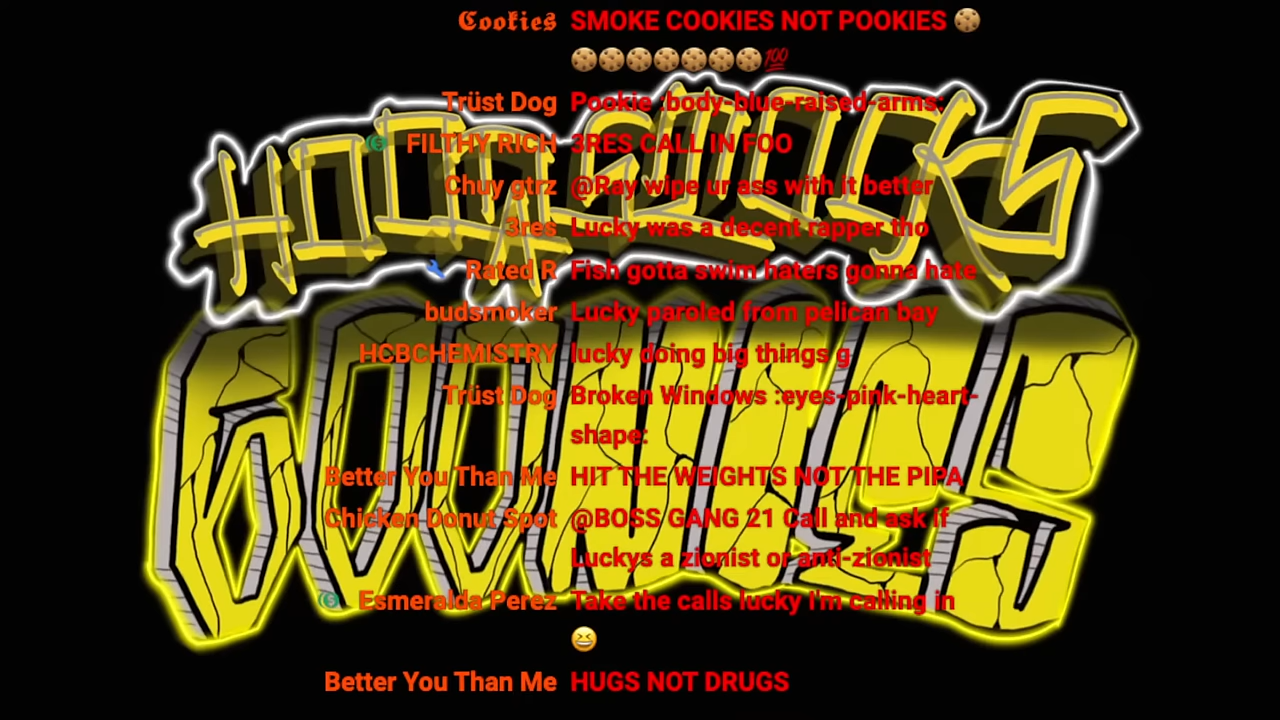 Cookies SMOKE COOKIES NOT POOKIES 🍪
🍪🍪🍪🍪🍪🍪🍪💯
Trüst Dog Pookie :body-blue-raised-arms:
FILTHY RICH 3RES CALL IN FOO
Chuy gtrz @Ray wipe ur ass with it better
3res Lucky was a decent rapper tho
Rated R Fish gotta swim haters gonna hate
budsmoker Lucky paroled from pelican bay
HCBCHEMISTRY lucky doing big things g
Trüst Dog Broken Windows :eyes-pink-heart-
shape:
Better You Than Me HIT THE WEIGHTS NOT THE PIPA
Chicken Donut Spot @BOSS GANG 21 Call and ask if
Luckys a zionist or anti-zionist
Esmeralda Perez Take the calls lucky I'm calling in
😆
Better You Than Me HUGS NOT DRUGS
GOONIES